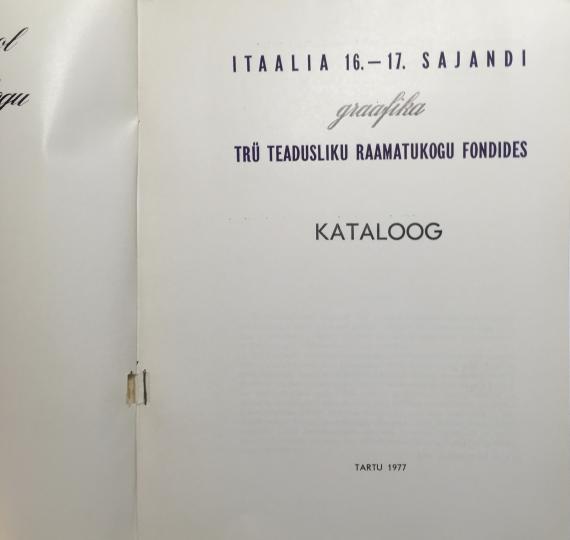 ITAALIA 16.—17. SAJANDI
graafika
TRÜ TEADUSLIKU RAAMATUKOGU FONDIDES
KATALOOG
TARTU 1977